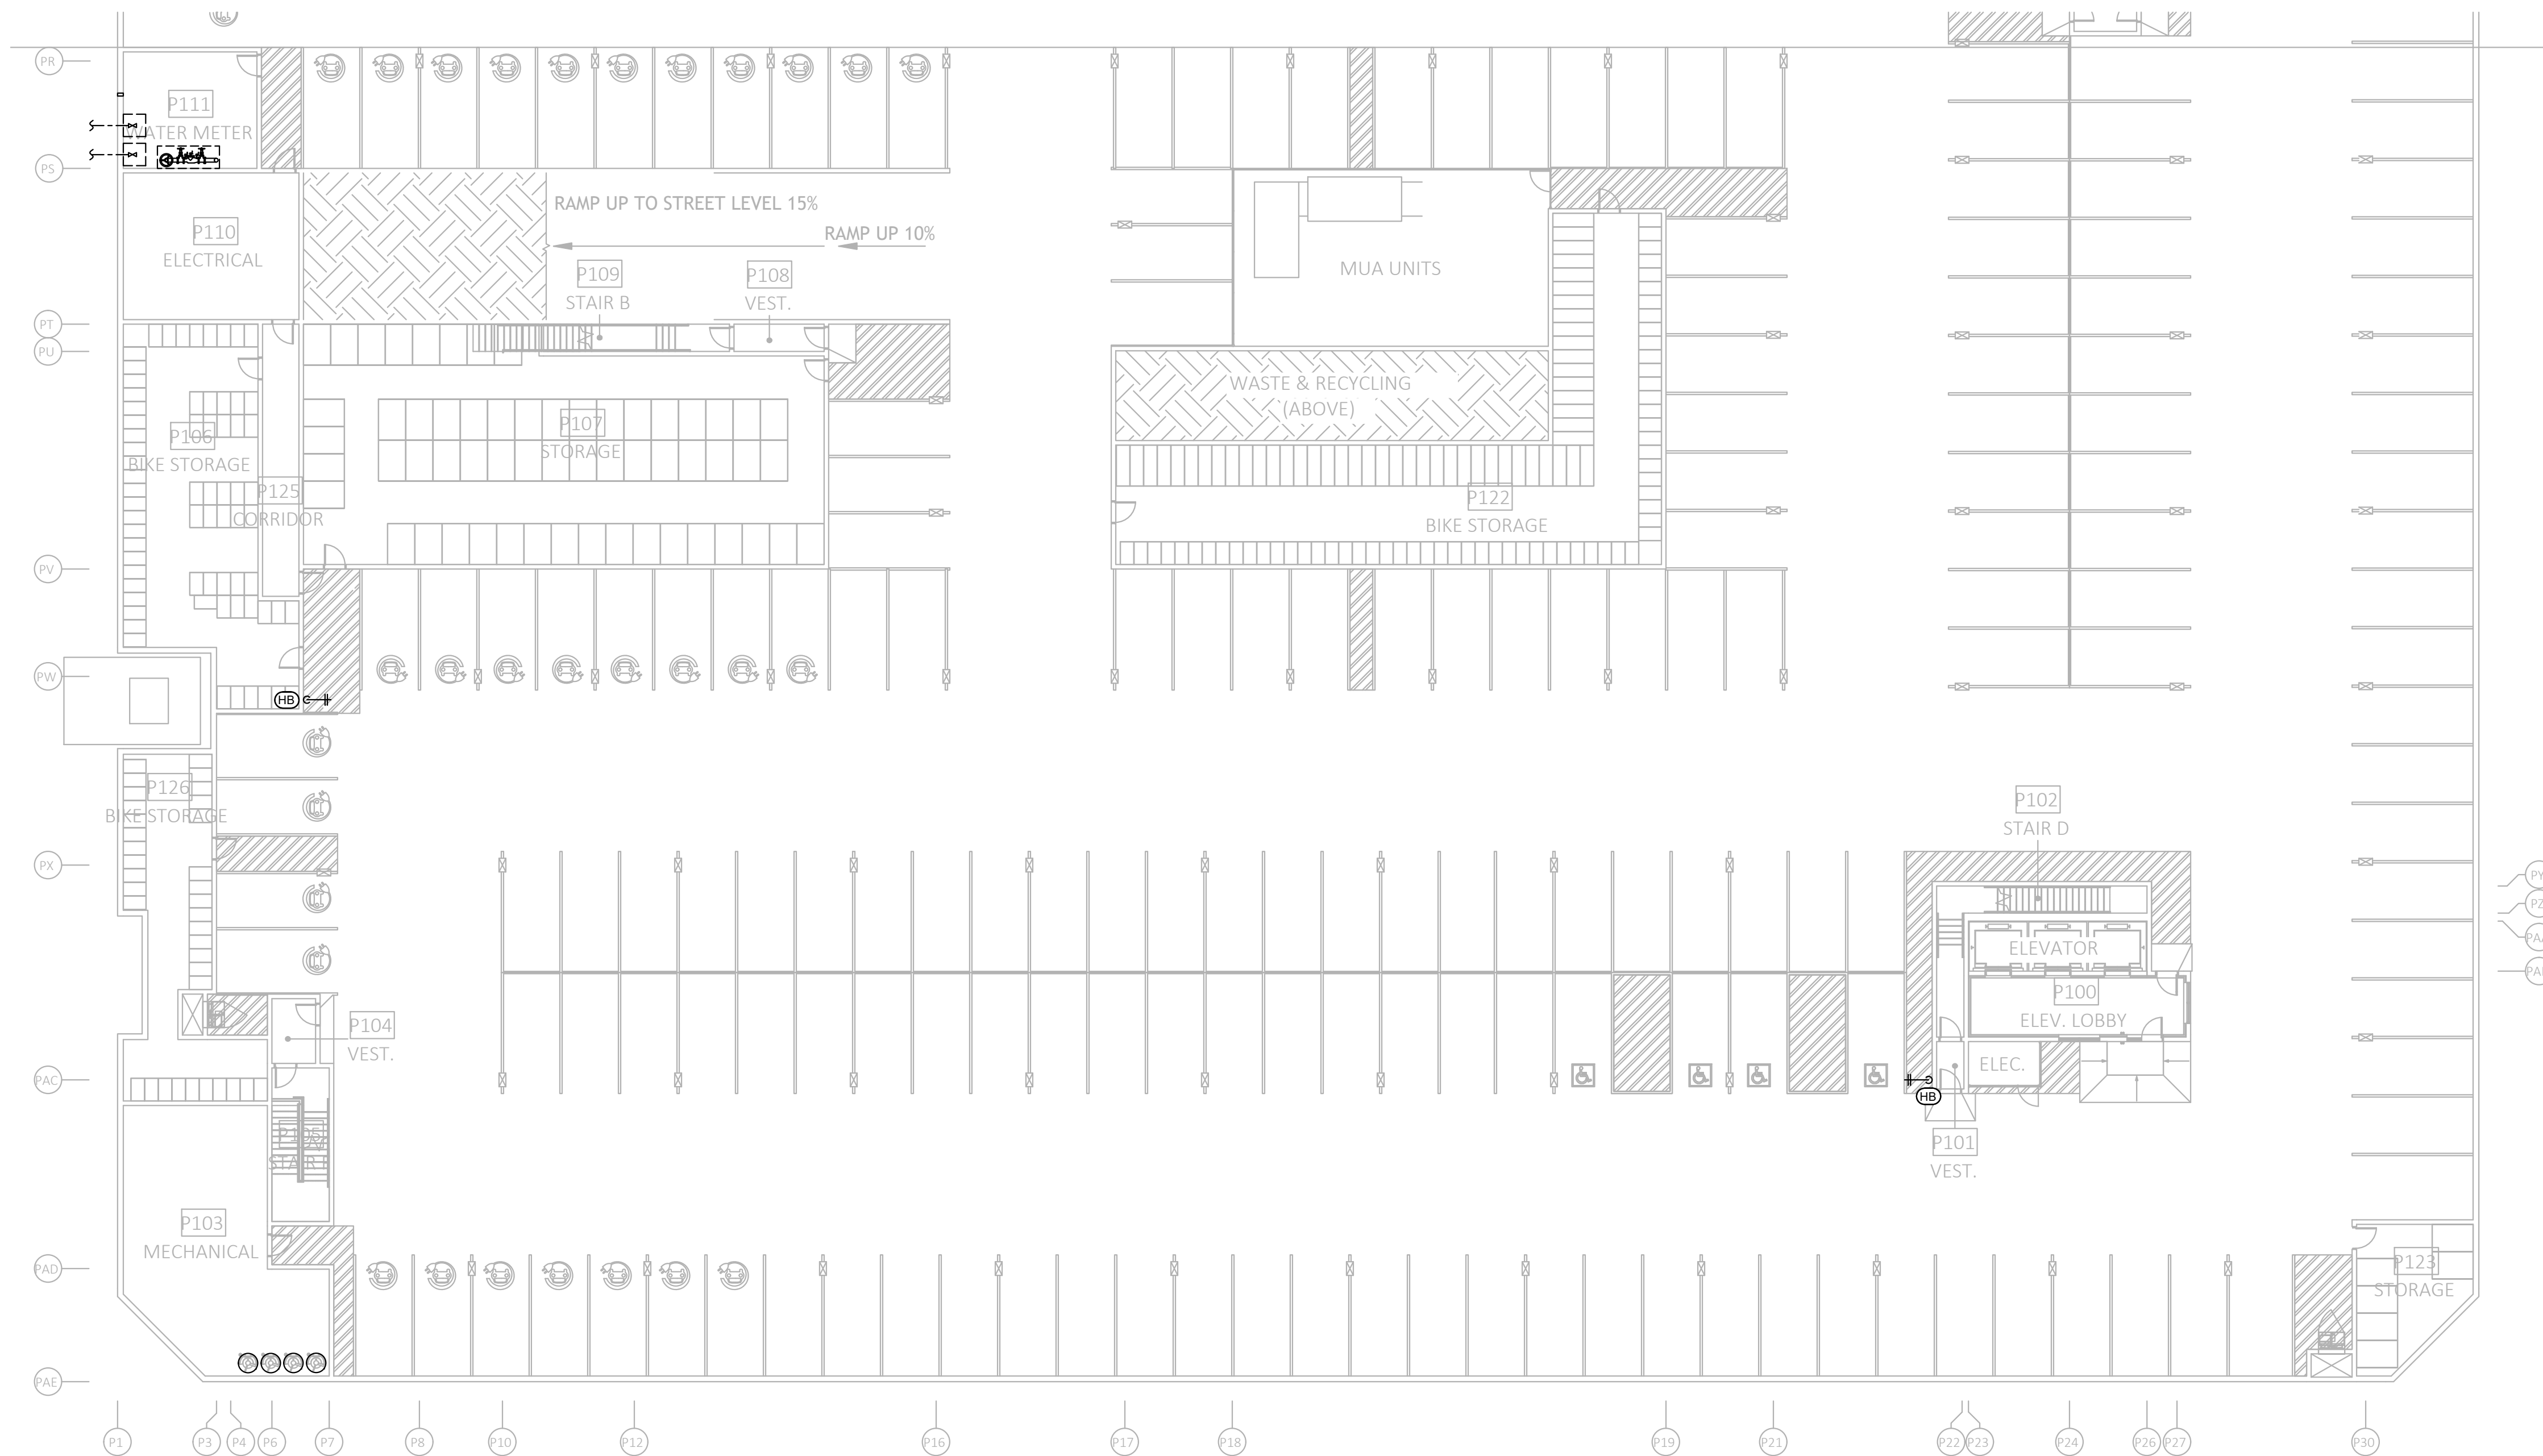 PR
P111
WATER METER
PS
RAMP UP TO STREET LEVEL 15%
RAMP UP 10%
P110
ELECTRICAL
P109
STAIR B
P108
VEST.
MUA UNITS
PT
PU
WASTE & RECYCLING
(ABOVE)
P106
BIKE STORAGE
P107
STORAGE
P125
CORRIDOR
P122
BIKE STORAGE
PV
PW
HB
P126
BIKE STORAGE
P102
STAIR D
PX
PY
PZ
PAA
ELEVATOR
P100
ELEV. LOBBY
P104
VEST.
ELEC.
PAC
HB
P105
P101
VEST.
P103
MECHANICAL
PAD
P123
STORAGE
PAE
P1
P3
P4
P6
P7
P8
P10
P12
P16
P17
P18
P19
P21
P22
P23
P24
P26
P27
P30